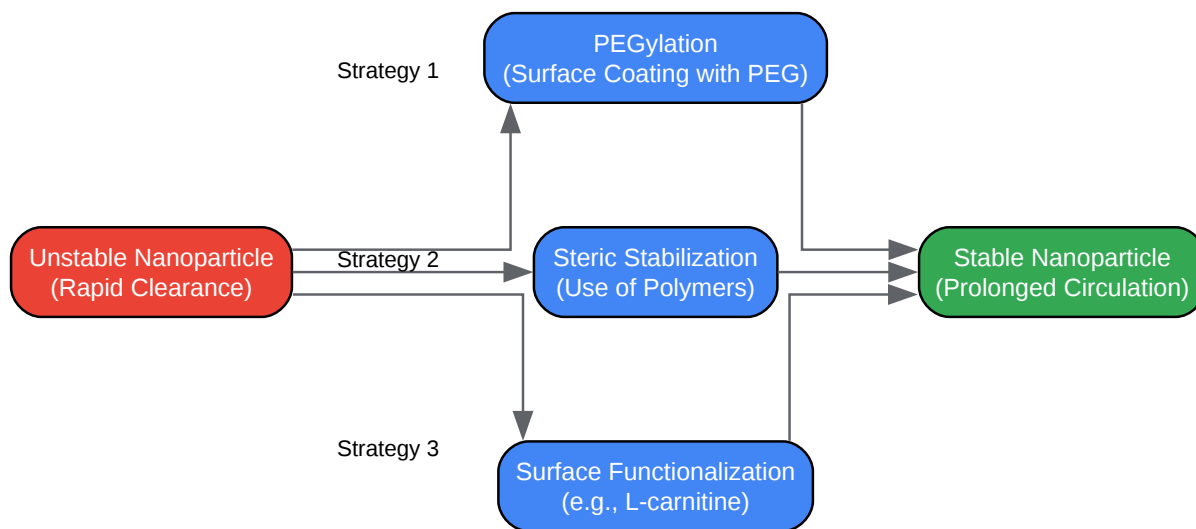 PEGylation
(Surface Coating with PEG)
Strategy 1
Unstable Nanoparticle
(Rapid Clearance)
Strategy 2
Steric Stabilization
(Use of Polymers)
Stable Nanoparticle
(Prolonged Circulation)
Strategy 3
Surface Functionalization
(e.g., L-carnitine)